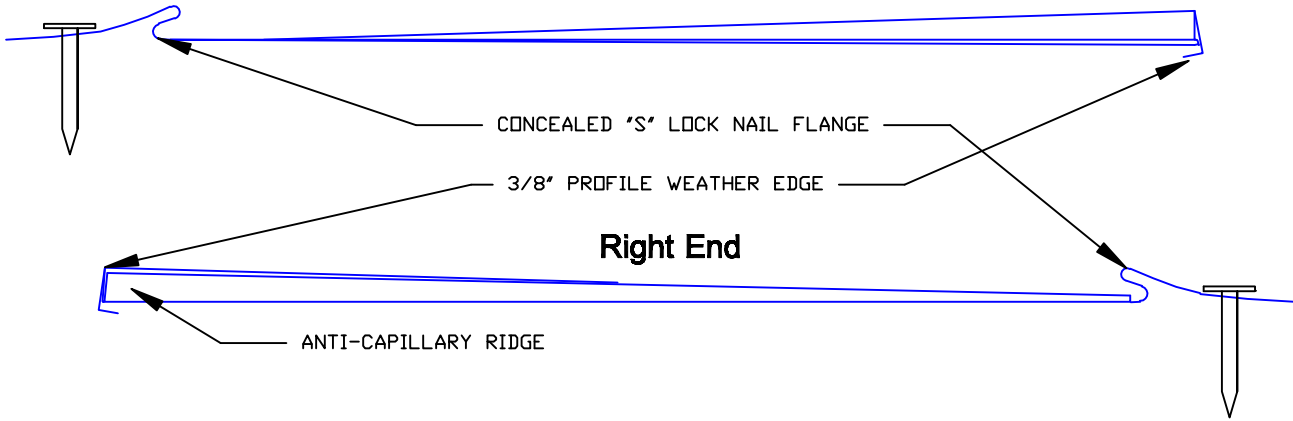 CONCEALED "S" LOCK NAIL FLANGE
3/8" PROFILE WEATHER EDGE
Right End
ANTI-CAPILLARY RIDGE